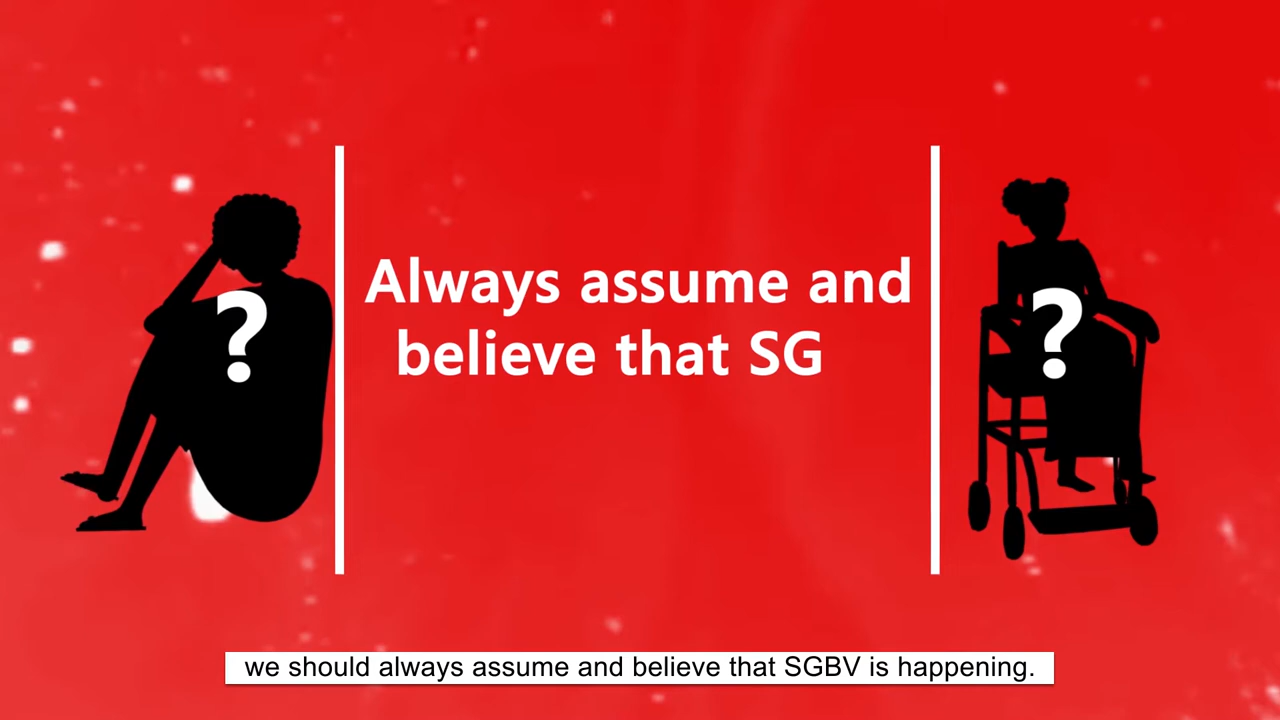 ?
Always assume and
believe that SG
?
we should always assume and believe that SGBV is happening.